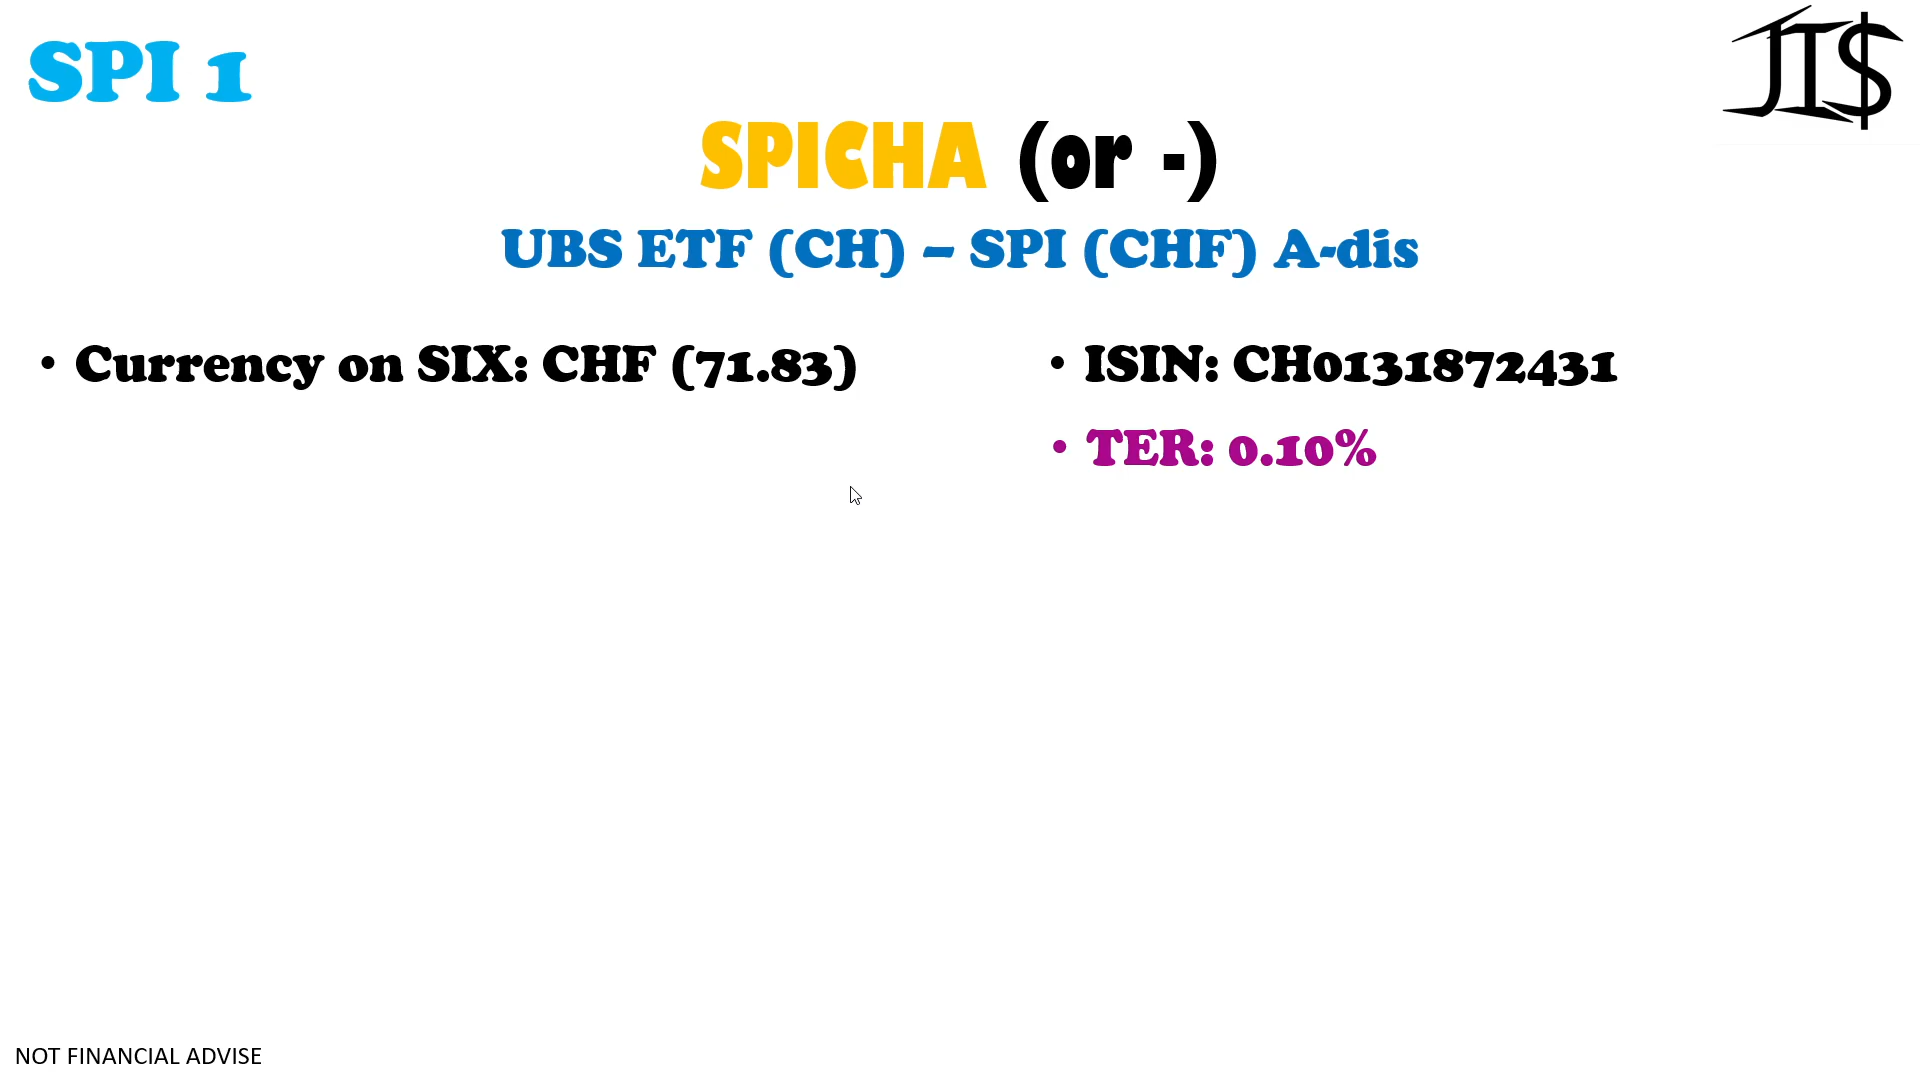 SPI 1
JI$
SPICHA (or -)
UBS ETF (CH) – SPI (CHF) A-dis
• Currency on SIX: CHF (71.83)
• ISIN: CH0131872431
• TER: 0.10%
NOT FINANCIAL ADVISE